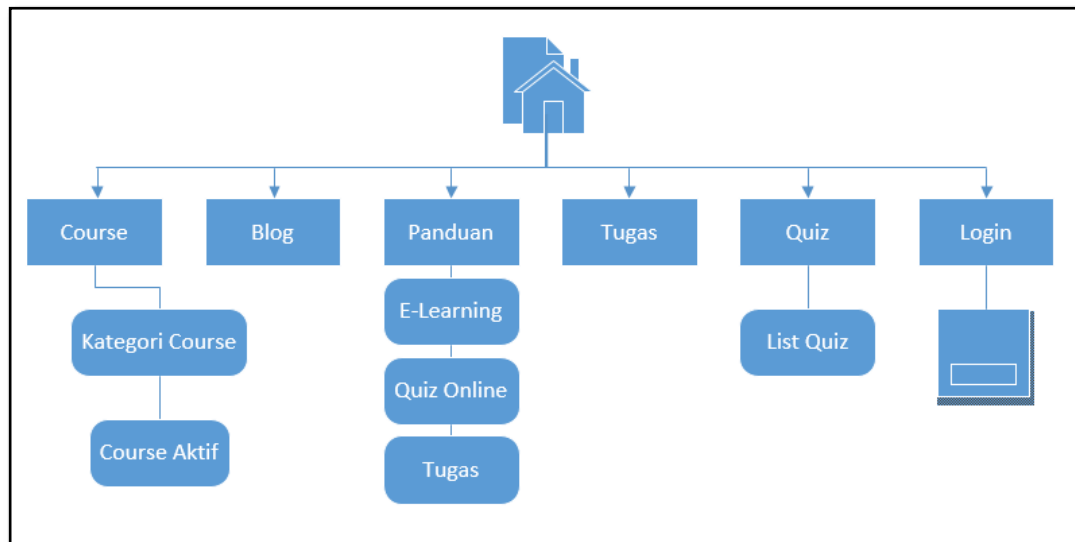 Course
Blog
Panduan
Tugas
Quiz
Login
E-Learning
Kategori Course
List Quiz
Quiz Online
Course Aktif
Tugas